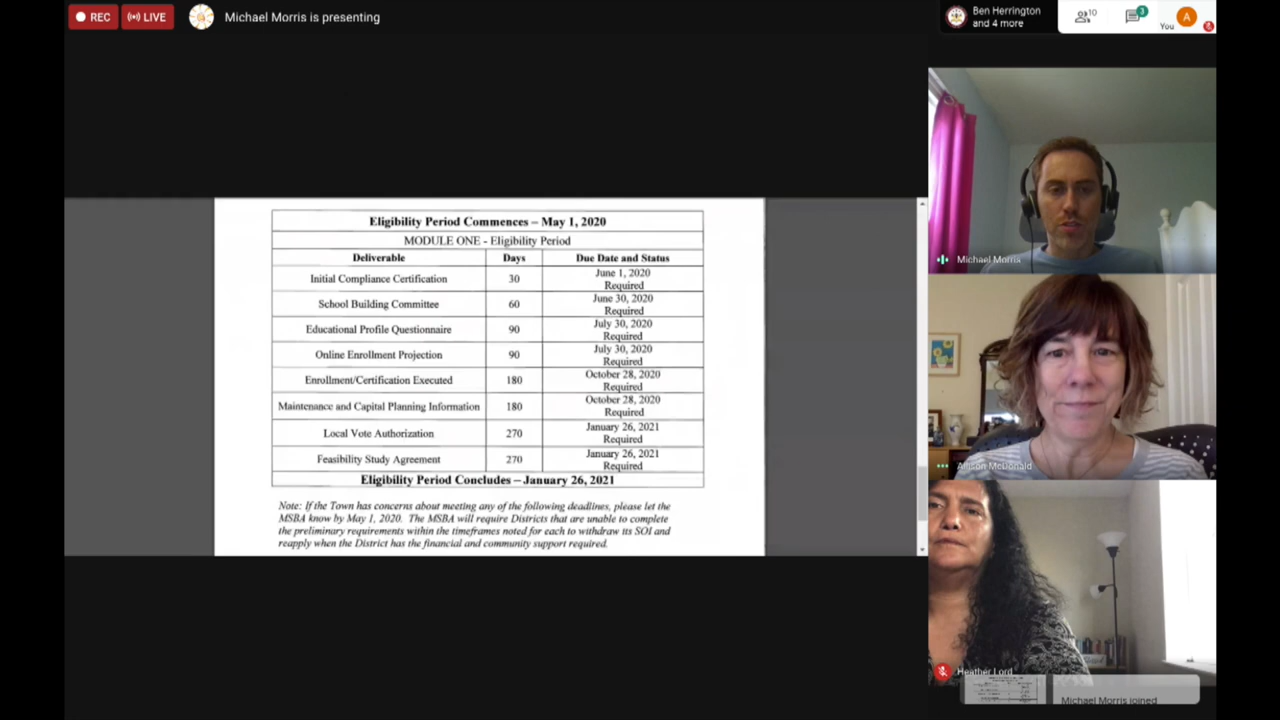 REC
LIVE
Michael Morris is presenting
Ben Herrington
and 4 more
10
3
You
A
Eligibility Period Commences – May 1, 2020
MODULE ONE - Eligibility Period
Deliverable Days Due Date and Status
Initial Compliance Certification 30 June 1, 2020 Required
School Building Committee 60 June 30, 2020 Required
Educational Profile Questionnaire 90 July 30, 2020 Required
Online Enrollment Projection 90 July 30, 2020 Required
Enrollment/Certification Executed 180 October 28, 2020 Required
Maintenance and Capital Planning Information 180 October 28, 2020 Required
Local Vote Authorization 270 January 26, 2021 Required
Feasibility Study Agreement 270 January 26, 2021 Required
Eligibility Period Concludes – January 26, 2021
Note: If the Town has concerns about meeting any of the following deadlines, please let the
MSBA know by May 1, 2020. The MSBA will require Districts that are unable to complete
the preliminary requirements within the timeframes noted for each to withdraw its SOI and
reapply when the District has the financial and community support required.
Michael Morris
Allison McDonald
Heather Lord
Michael Morris joined